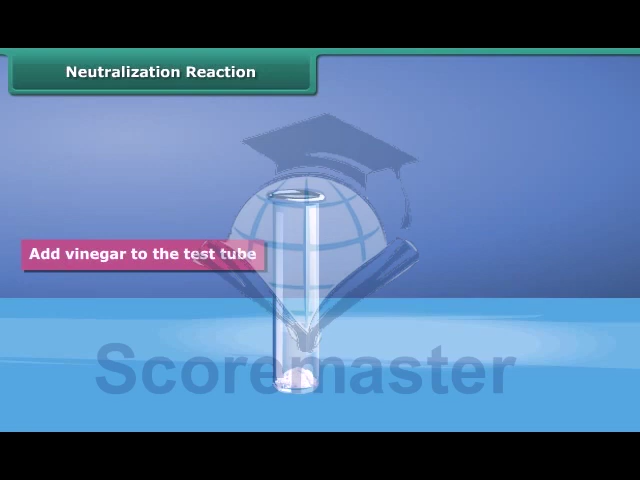 Neutralization Reaction
Add vinegar to the test tube
Scoremaster